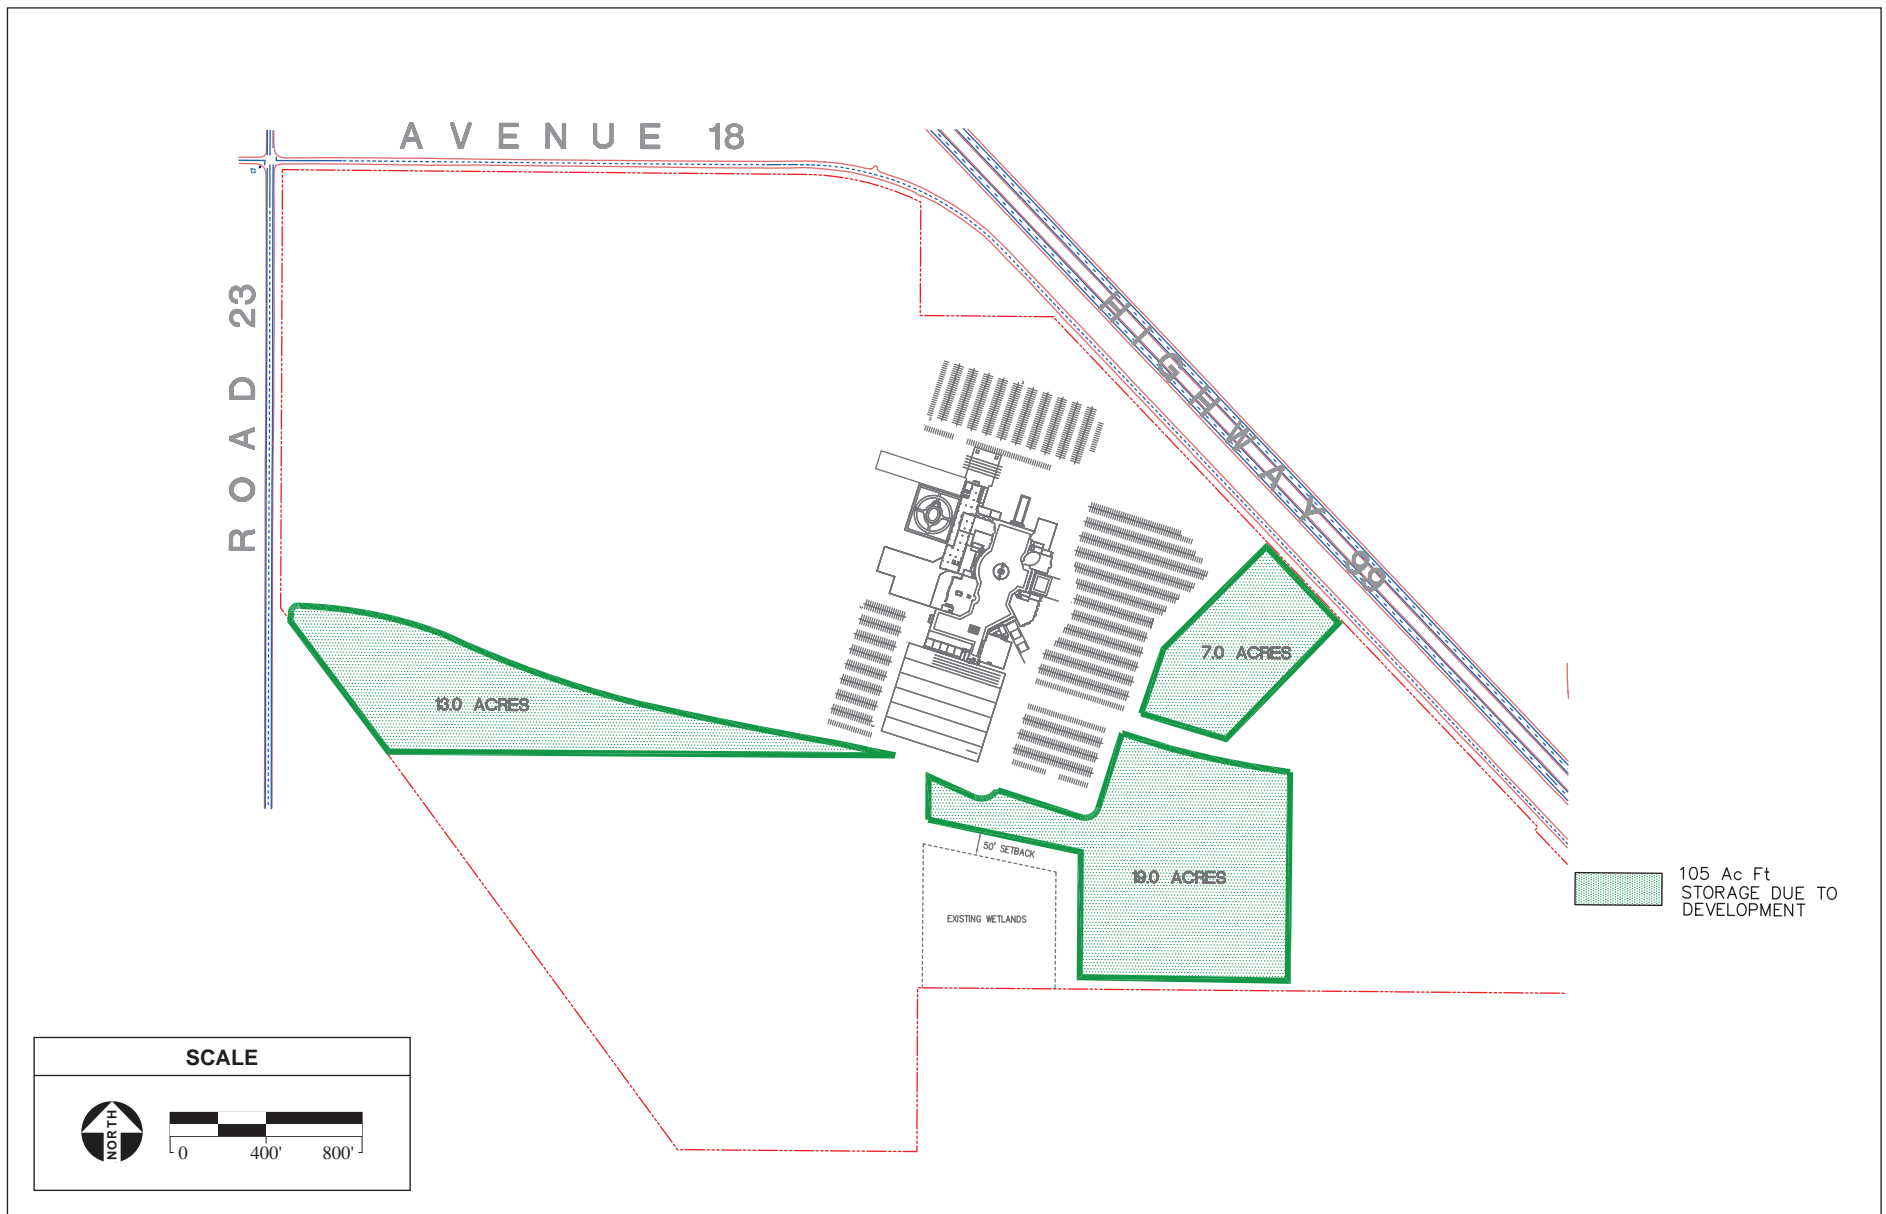 AVENUE 18
ROAD 23
HIGHWAY 99
7.0 ACRES
13.0 ACRES
50' SETBACK
19.0 ACRES
EXISTING WETLANDS
105 Ac Ft
STORAGE DUE TO
DEVELOPMENT
SCALE
NORTH
0 400' 800'